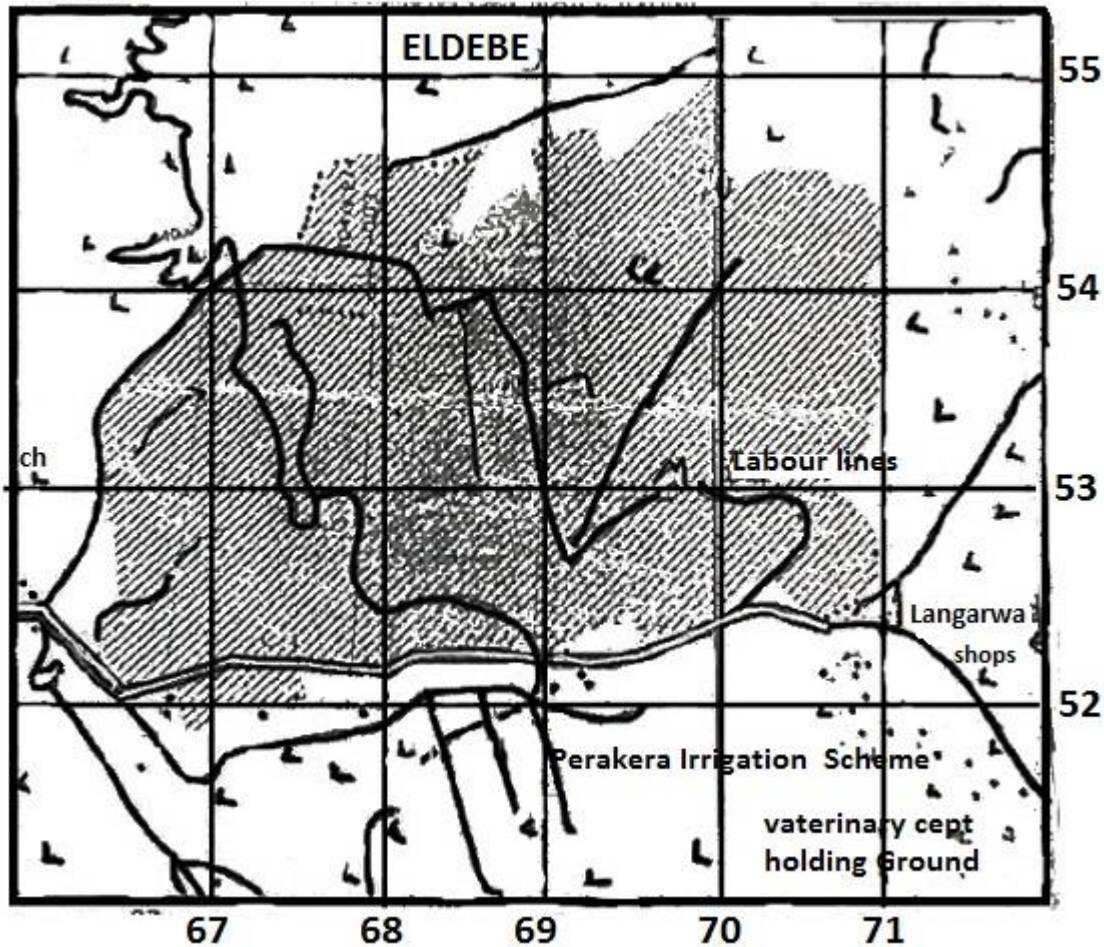 ELDEBE
55
54
ch
Labour lines
53
Langarwa
shops
52
Perakera Irrigation Scheme
vaterinary cept
holding Ground
67 68 69 70 71